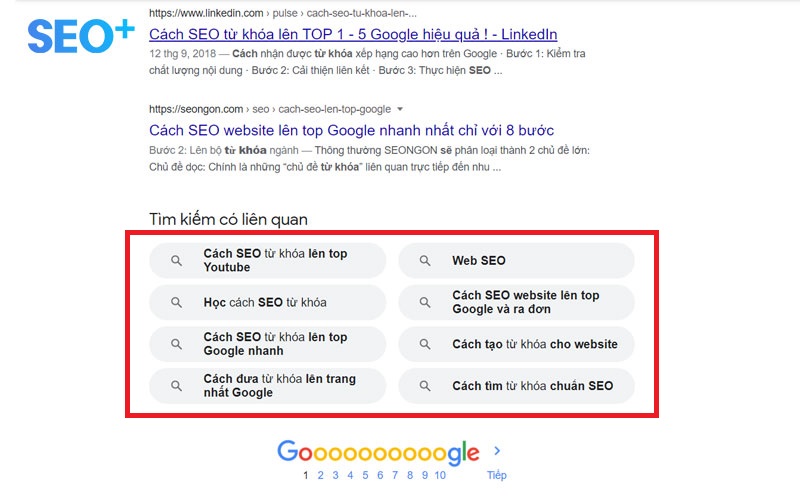 SEO+
https://www.linkedin.com › pulse › cach-seo-tu-khoa-len-...
Cách SEO từ khóa lên TOP 1 - 5 Google hiệu quả ! - LinkedIn
12 thg 9, 2018 — Cách nhận được từ khóa xếp hạng cao hơn trên Google · Bước 1: Kiểm tra
chất lượng nội dung · Bước 2: Cải thiện liên kết · Bước 3: Thực hiện SEO ...
https://seongon.com › seo › cach-seo-len-top-google
Cách SEO website lên top Google nhanh nhất chỉ với 8 bước
Bước 2: Lên bộ từ khóa ngành — Thông thường SEONGON sẽ phân loại thành 2 chủ đề lớn:
Chủ đề dọc: Chính là những “chủ đề từ khóa” liên quan trực tiếp đến nhu ...
Tìm kiếm có liên quan
Cách SEO từ khóa lên top
Youtube
Web SEO
Học cách SEO từ khóa
Cách SEO website lên top
Google và ra đơn
Cách SEO từ khóa lên top
Google nhanh
Cách tạo từ khóa cho website
Cách đưa từ khóa lên trang
nhất Google
Cách tìm từ khóa chuẩn SEO
Goooooooooogle
1 2 3 4 5 6 7 8 9 10 Tiếp